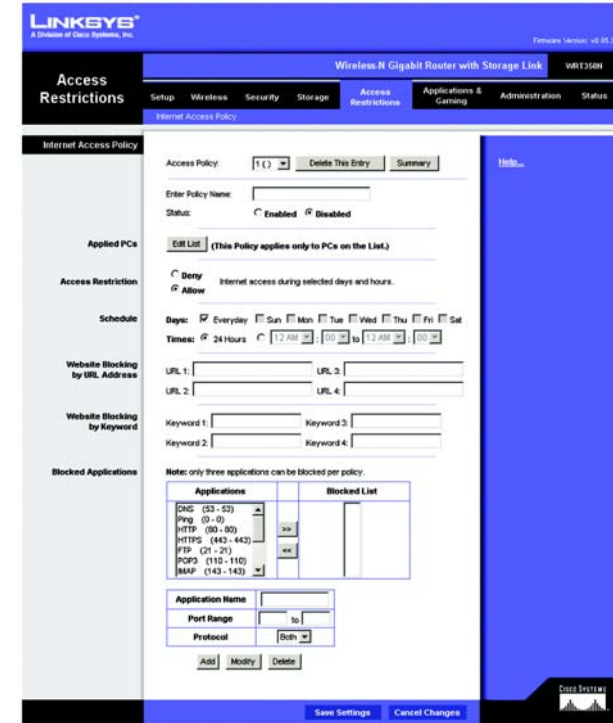 LINKSYS®
A Division of Cisco Systems, Inc.
Firmware Version: v0.05.3
Wireless-N Gigabit Router with Storage Link WRT350N
Access Restrictions
Setup Wireless Security Storage Access Restrictions Applications & Gaming Administration Status
Internet Access Policy
Internet Access Policy
Access Policy: 1 ( ) Delete This Entry Summary
Help...
Enter Policy Name:
Status: Enabled Disabled
Applied PCs
Edit List (This Policy applies only to PCs on the List.)
Access Restriction
Deny
Allow
Internet access during selected days and hours.
Schedule
Days: Everyday Sun Mon Tue Wed Thu Fri Sat
Times: 24 Hours 12 AM : 00 to 12 AM : 00
Website Blocking by URL Address
URL 1: URL 3:
URL 2: URL 4:
Website Blocking by Keyword
Keyword 1: Keyword 3:
Keyword 2: Keyword 4:
Blocked Applications
Note: only three applications can be blocked per policy.
Applications Blocked List
DNS (53 - 53)
Ping (0 - 0)
HTTP (80 - 80)
HTTPS (443 - 443)
FTP (21 - 21)
POP3 (110 - 110)
IMAP (143 - 143)
>>
<<
Application Name
Port Range to
Protocol Both
Add Modify Delete
Save Settings Cancel Changes
CISCO SYSTEMS